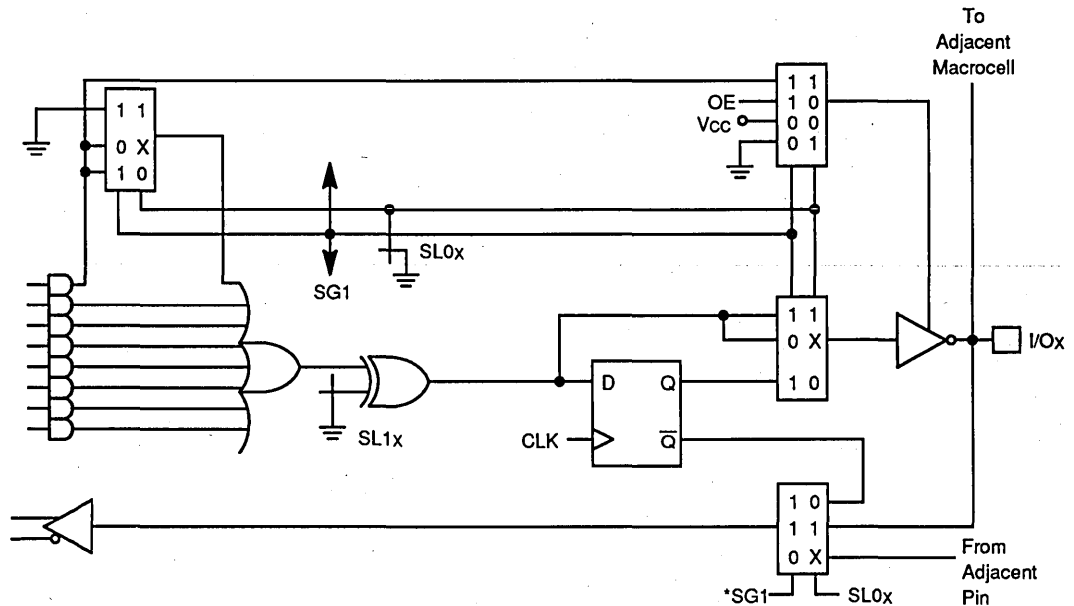 To
Adjacent
Macrocell
1 1
OE 1 0
VCC 0 0
0 1
1 1
0 X
1 0
SL0x
SG1
1 1
0 X
1 0
I/Ox
D Q
CLK Q
SL1x
1 0
1 1
0 X
From
Adjacent
Pin
*SG1 SL0x